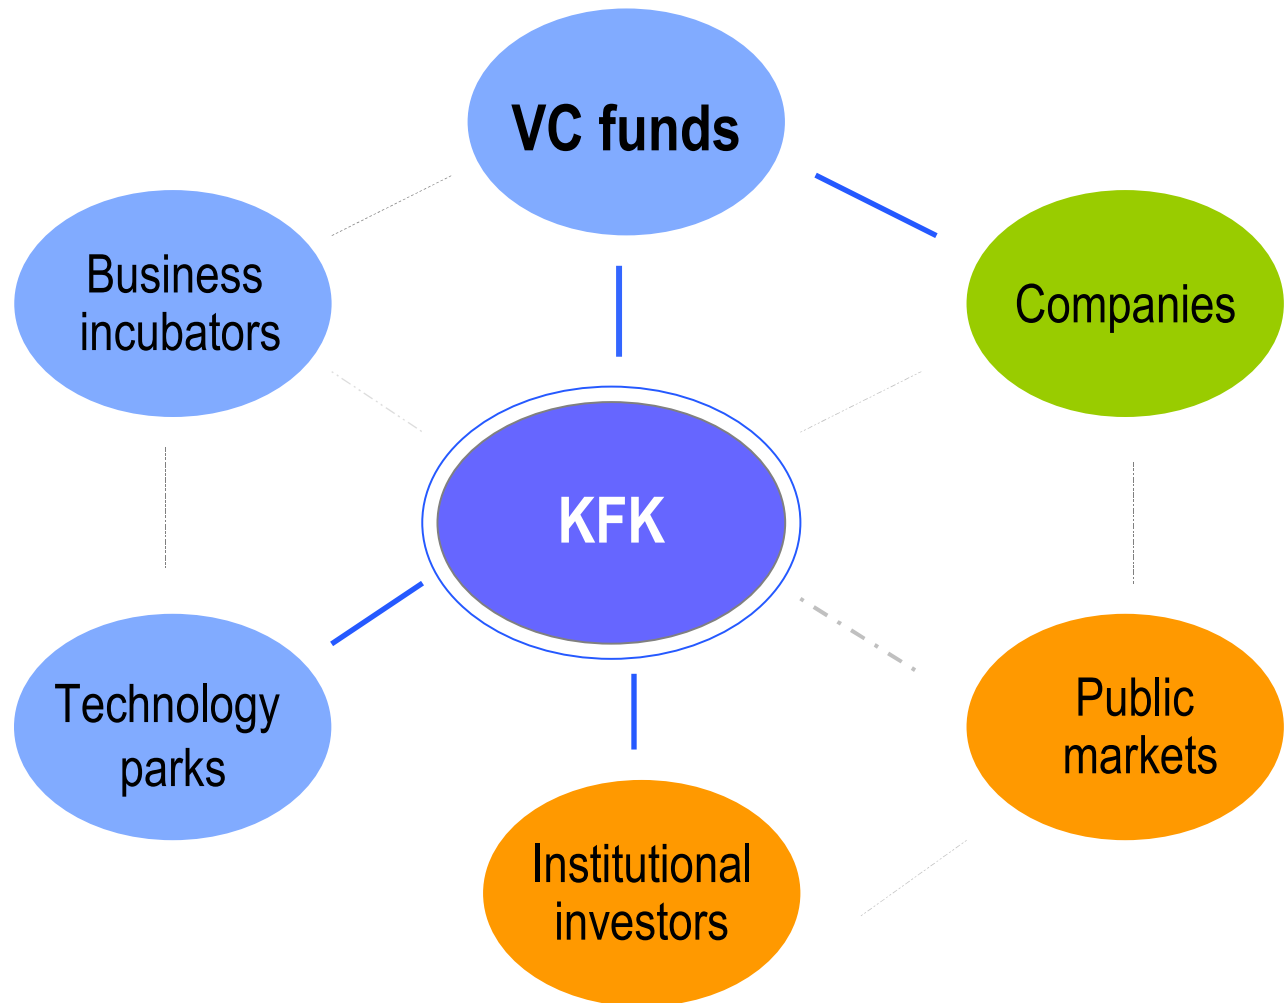 VC funds
Business
incubators
Companies
KFK
Technology
parks
Public
markets
Institutional
investors